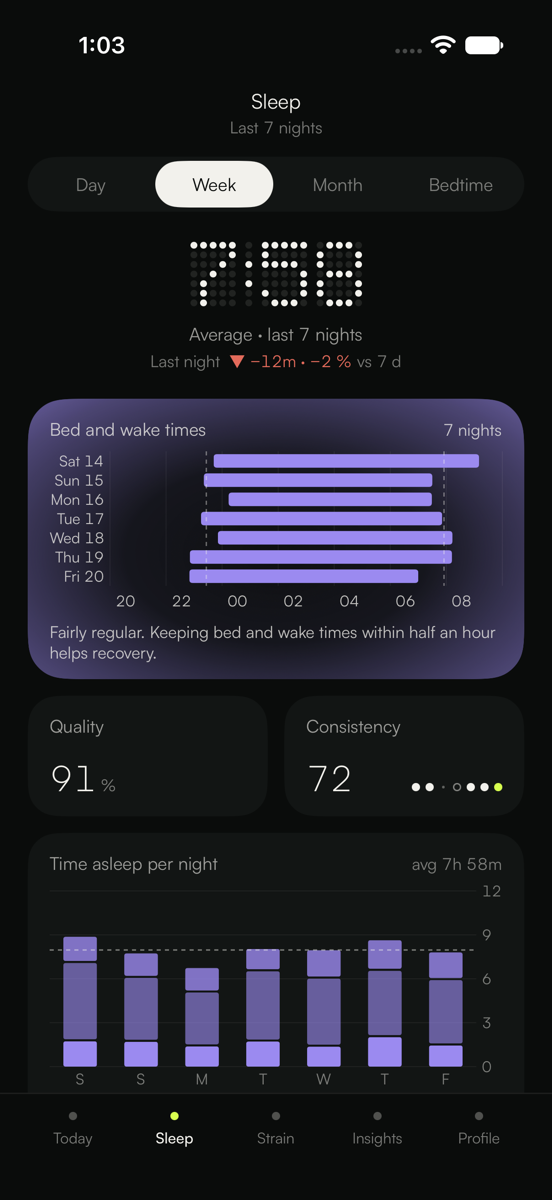 1:03
Sleep
Last 7 nights
Day Week Month Bedtime
7:58
Average · last 7 nights
Last night ▼ −12m · −2 % vs 7 d
Bed and wake times 7 nights
Sat 14
Sun 15
Mon 16
Tue 17
Wed 18
Thu 19
Fri 20
20 22 00 02 04 06 08
Fairly regular. Keeping bed and wake times within half an hour
helps recovery.
Quality Consistency
91 % 72
Time asleep per night avg 7h 58m
12
9
6
3
0
S S M T W T F
Today Sleep Strain Insights Profile